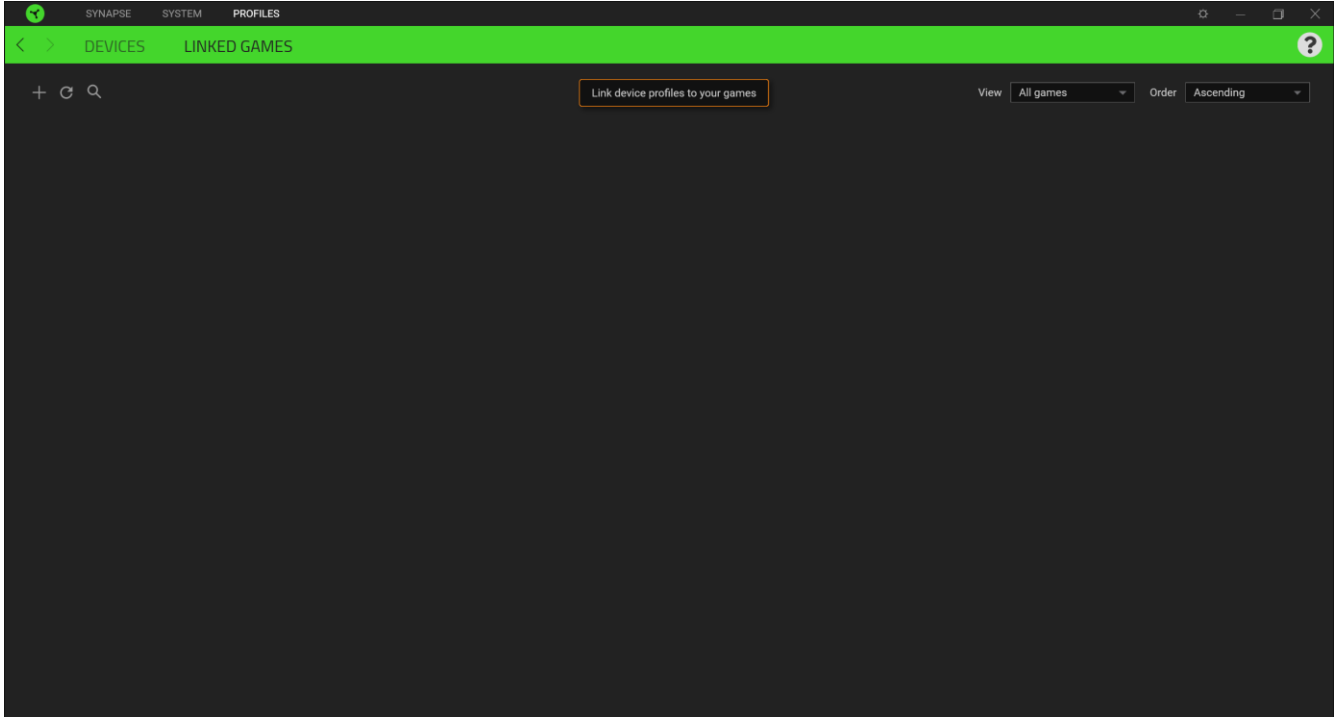 SYNAPSE SYSTEM PROFILES
DEVICES LINKED GAMES ?
Link device profiles to your games View All games Order Ascending